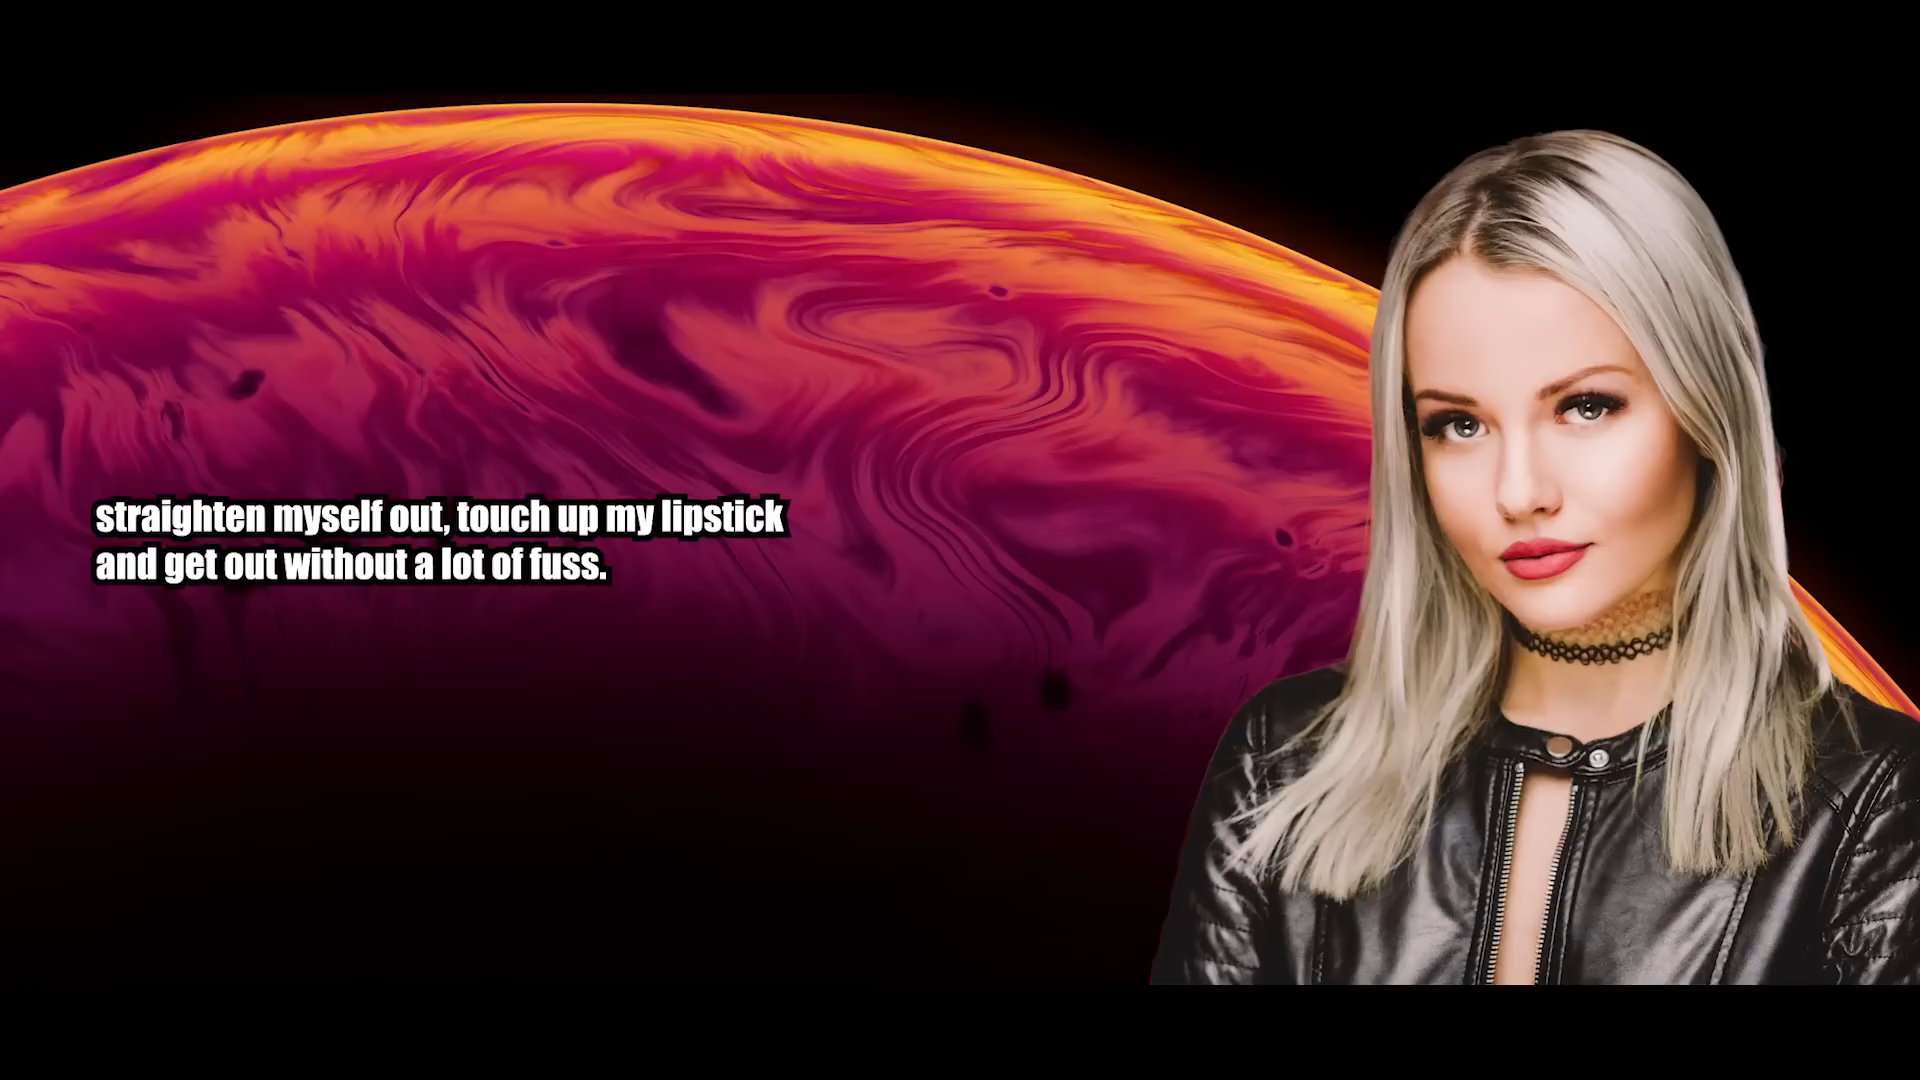 straighten myself out, touch up my lipstick
and get out without a lot of fuss.